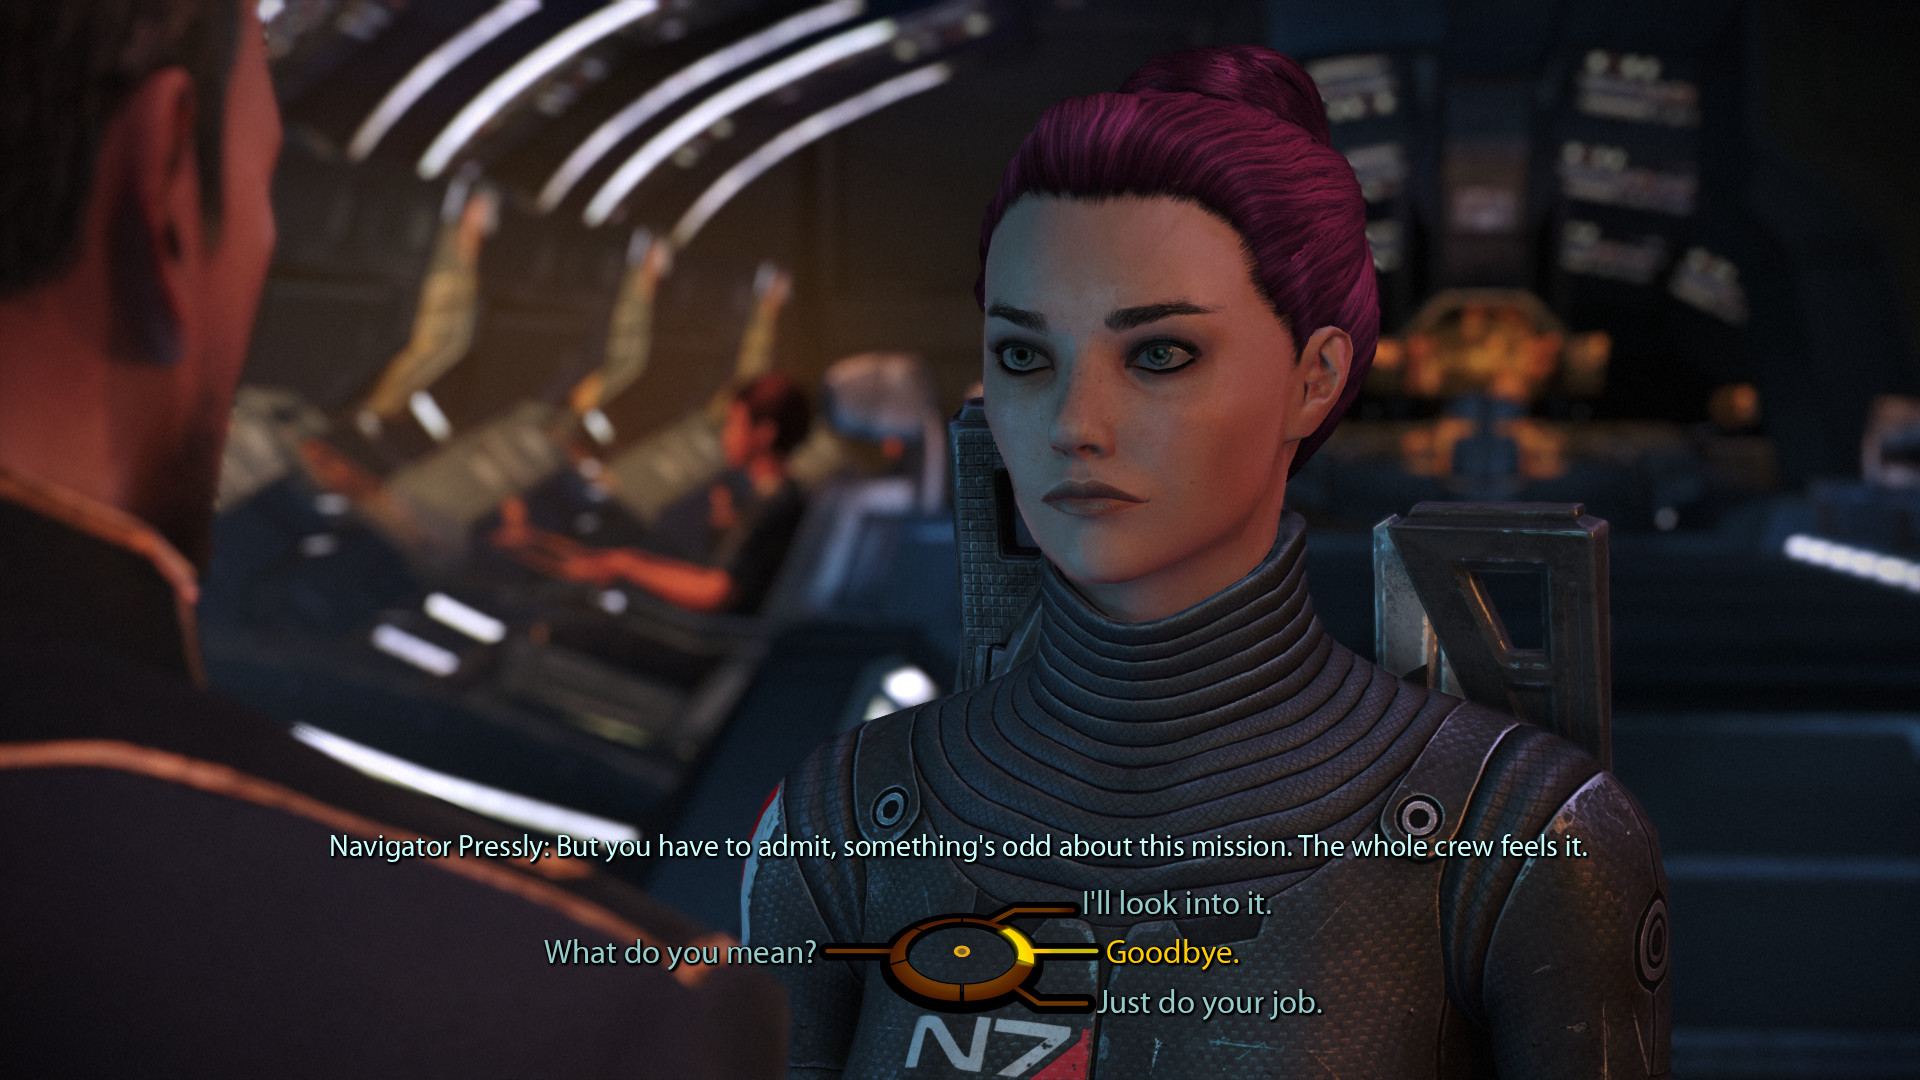 Navigator Pressly: But you have to admit, something's odd about this mission. The whole crew feels it.
I'll look into it.
What do you mean?
Goodbye.
Just do your job.
N7